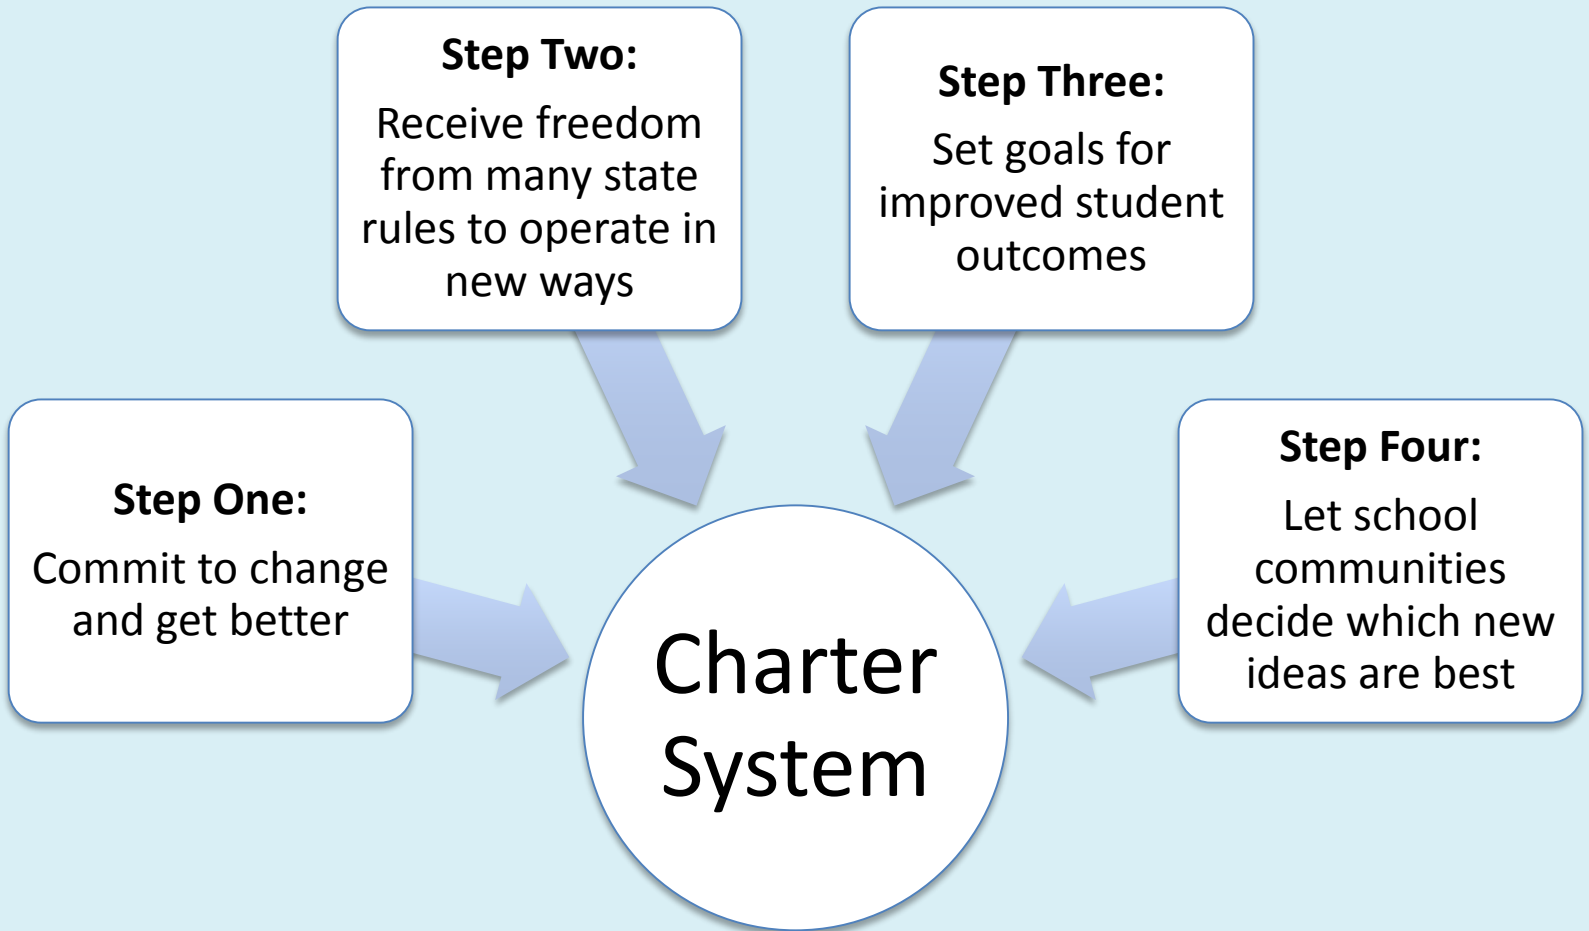 Step One:
Commit to change
and get better
Step Two:
Receive freedom
from many state
rules to operate in
new ways
Step Three:
Set goals for
improved student
outcomes
Step Four:
Let school
communities
decide which new
ideas are best
Charter
System